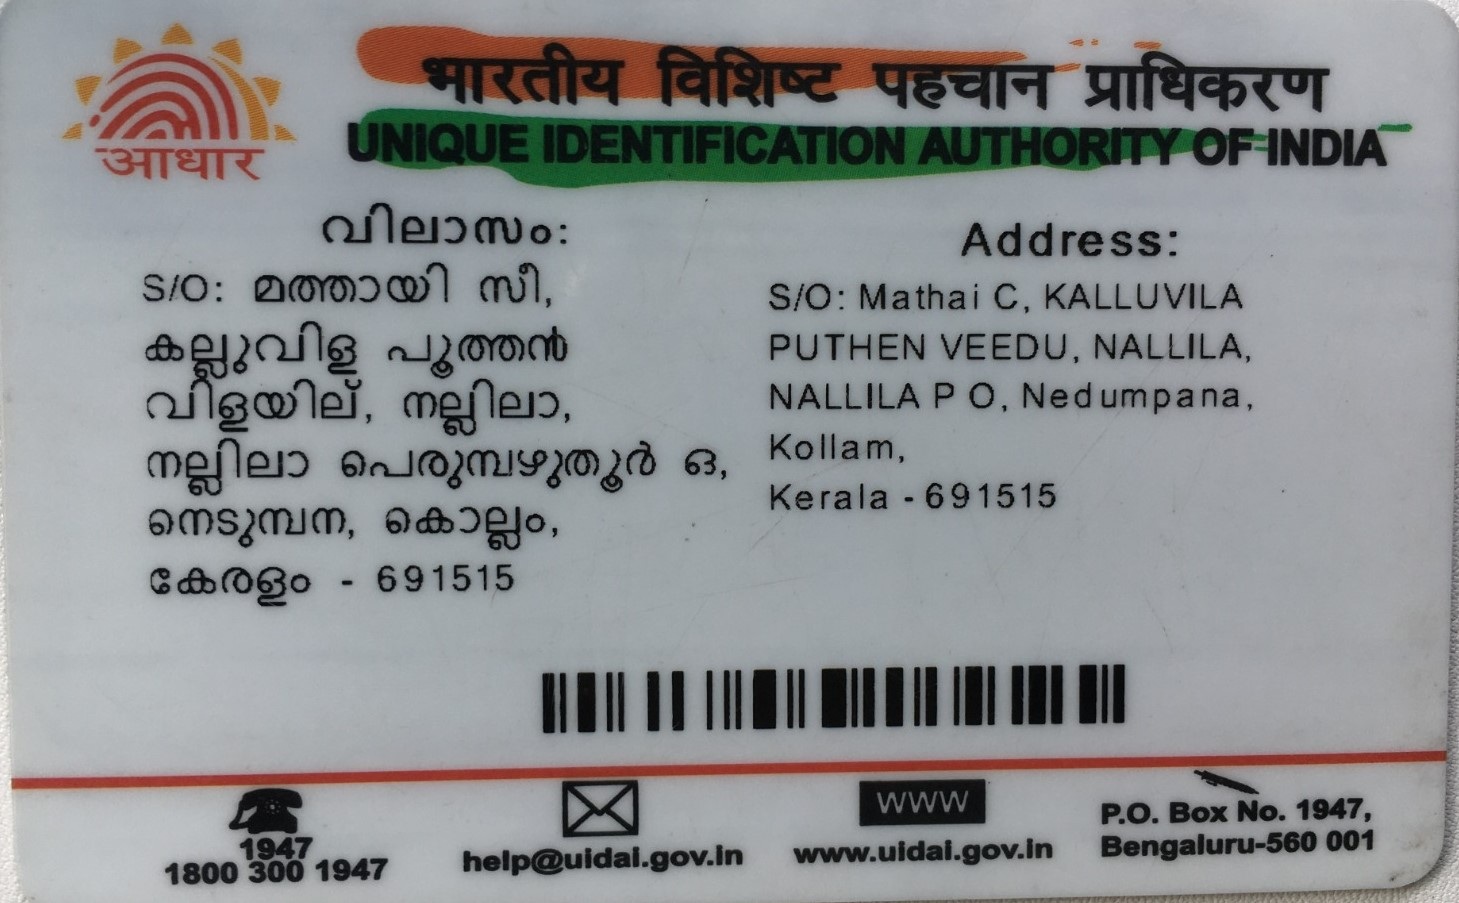 भारतीय विशिष्ट पहचान प्राधिकरण
UNIQUE IDENTIFICATION AUTHORITY OF INDIA
आधार
വിലാസം:
S/O: മത്തായി സീ,
കല്ലുവിള പൂത്തൻ
വിളയില്, നല്ലിലാ,
നല്ലിലാ പെരുമ്പഴുതൂർ ഒ,
നെടുമ്പന, കൊല്ലം,
കേരളം - 691515
Address:
S/O: Mathai C, KALLUVILA
PUTHEN VEEDU, NALLILA,
NALLILA P O, Nedumpana,
Kollam,
Kerala - 691515
1947
1800 300 1947
help@uidai.gov.in
WWW
www.uidai.gov.in
P.O. Box No. 1947,
Bengaluru-560 001